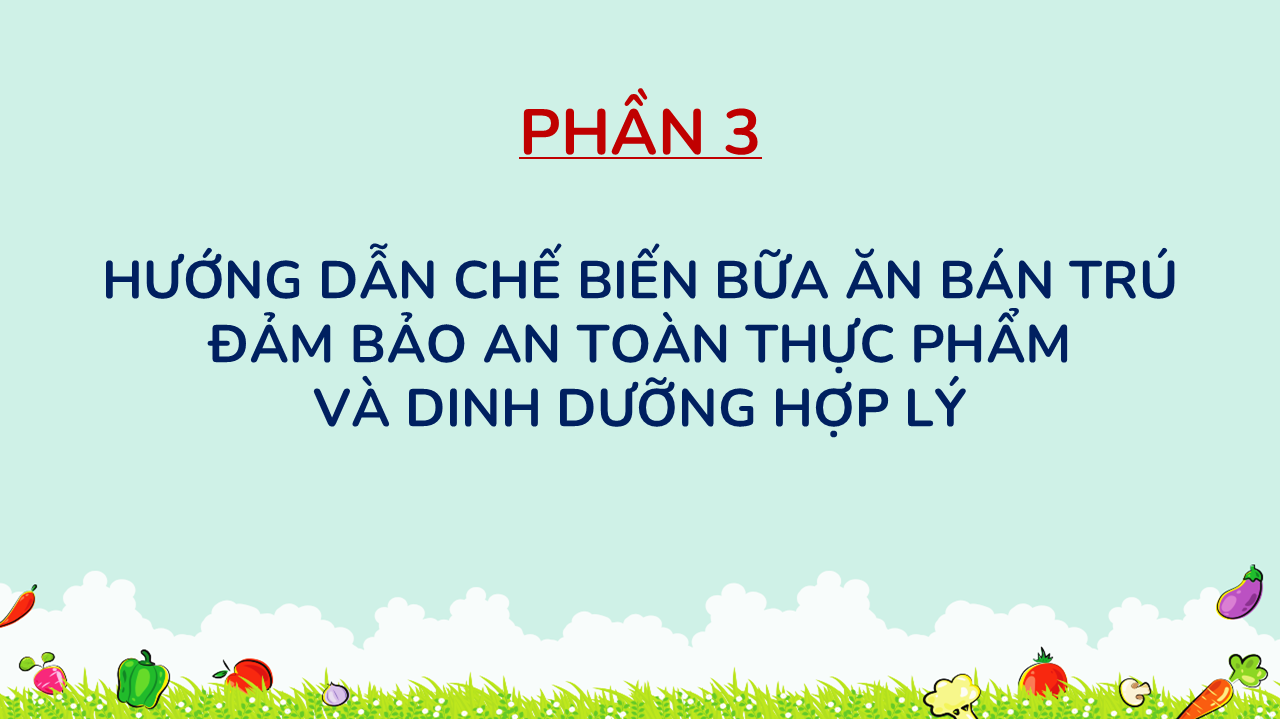 PHẦN 3
HƯỚNG DẪN CHẾ BIẾN BỮA ĂN BÁN TRÚ
ĐẢM BẢO AN TOÀN THỰC PHẨM
VÀ DINH DƯỠNG HỢP LÝ